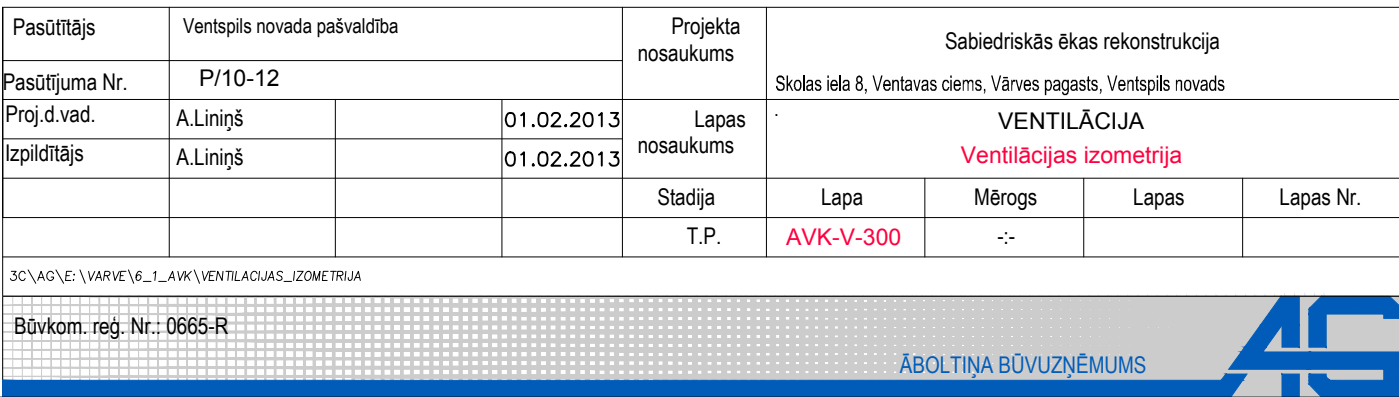 Pasūtītājs Ventspils novada pašvaldība Projekta nosaukums Sabiedriskās ēkas rekonstrukcija
Pasūtījuma Nr. P/10-12 Skolas iela 8, Ventavas ciems, Vārves pagasts, Ventspils novads
Proj.d.vad. A.Liniņš 01.02.2013 Lapas nosaukums VENTILĀCIJA
Izpildītājs A.Liniņš 01.02.2013 Ventilācijas izometrija
Stadija Lapa Mērogs Lapas Lapas Nr.
T.P. AVK-V-300 -:-
3C\AG\E:\VARVE\6_1_AVK\VENTILACIJAS_IZOMETRIJA
Būvkom. reģ. Nr.: 0665-R
ĀBOLTIŅA BŪVUZŅĒMUMS
AG